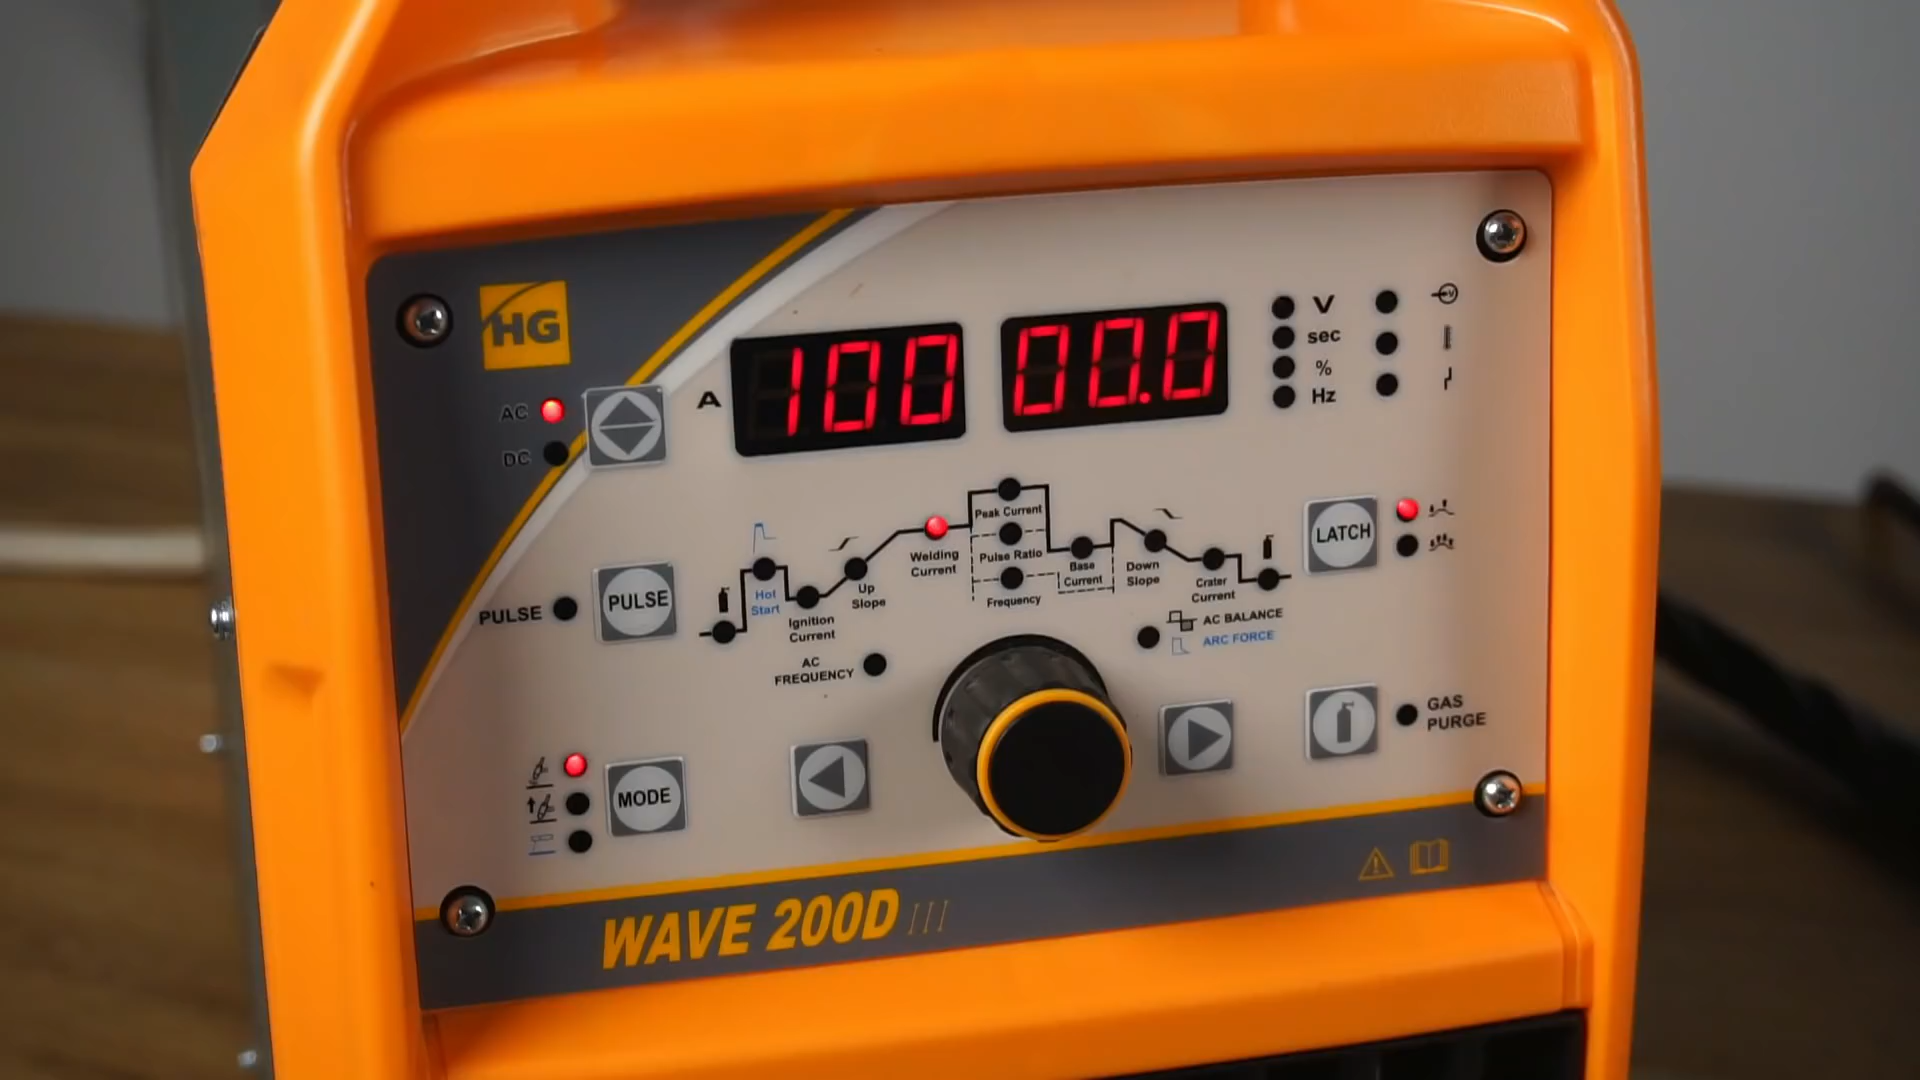 HG
AC
DC
A
100
00.0
V
sec
%
Hz
PULSE
PULSE
Hot
Start
Ignition
Current
Up
Slope
Welding
Current
Peak Current
Pulse Ratio
Frequency
Base
Current
Down
Slope
Crater
Current
LATCH
AC
FREQUENCY
AC BALANCE
ARC FORCE
GAS
PURGE
MODE
WAVE 200D III